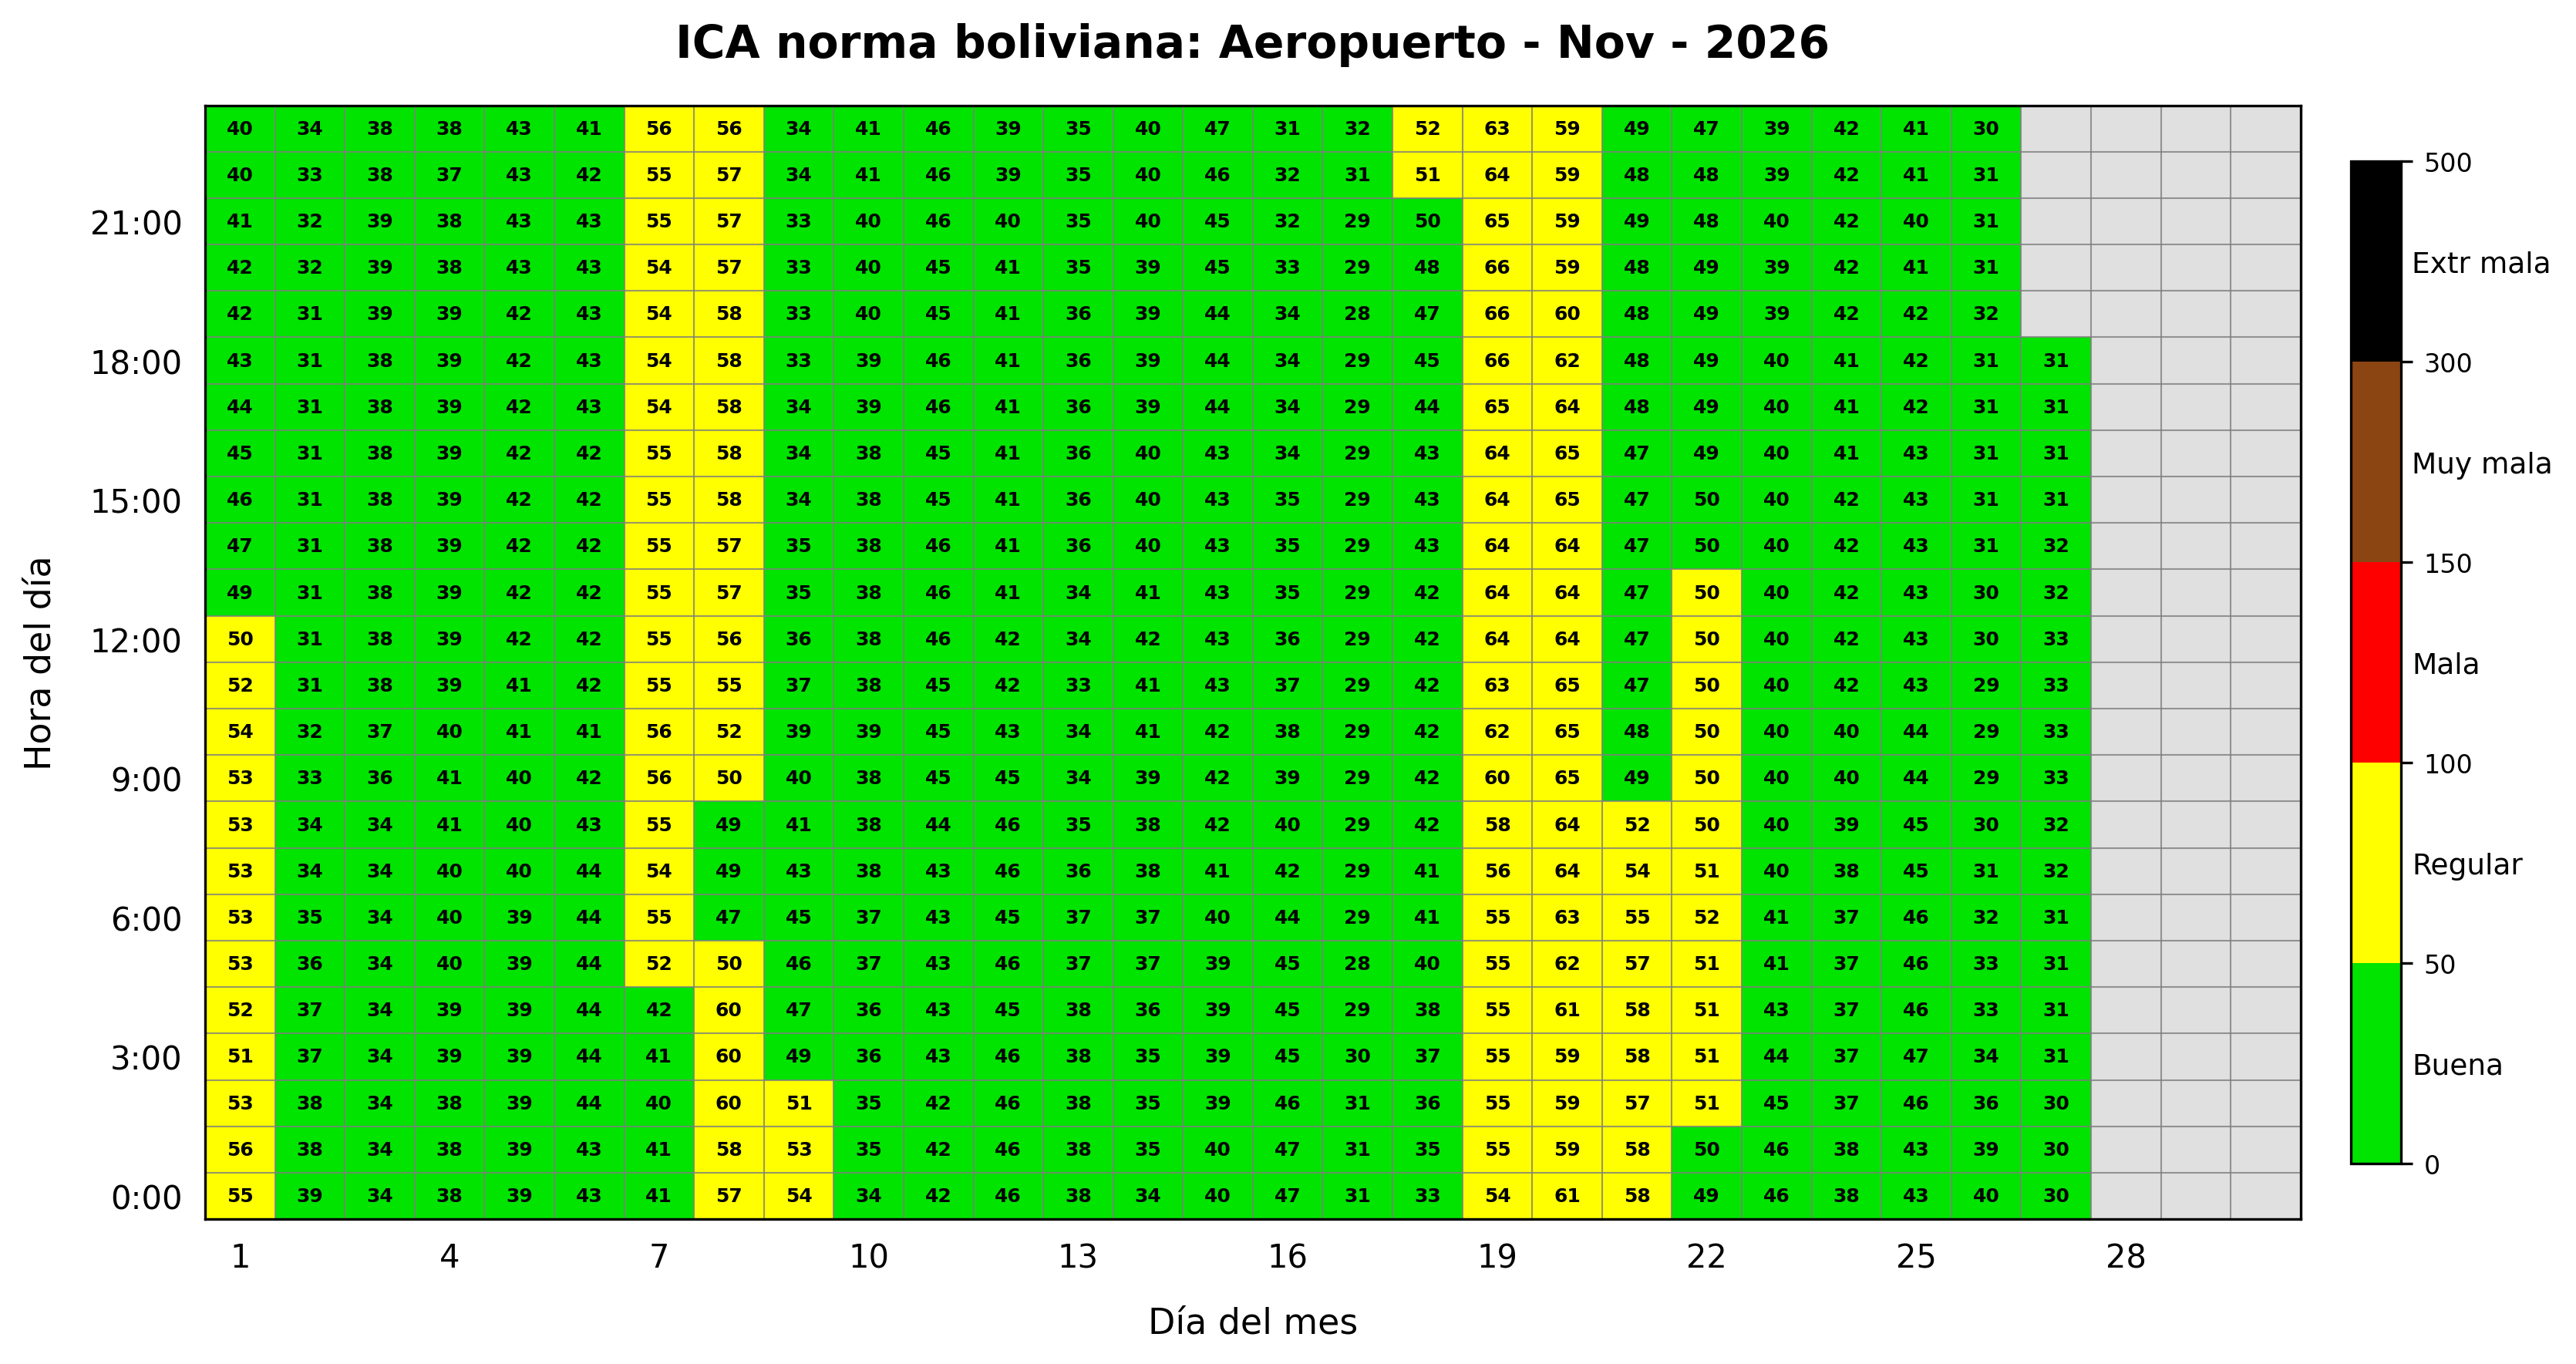 ICA norma boliviana: Aeropuerto - Nov - 2026
40 34 38 38 43 41 56 56 34 41 46 39 35 40 47 31 32 52 63 59 49 47 39 42 41 30
40 33 38 37 43 42 55 57 34 41 46 39 35 40 46 32 31 51 64 59 48 48 39 42 41 31
21:00 41 32 39 38 43 43 55 57 33 40 46 40 35 40 45 32 29 50 65 59 49 48 40 42 40 31
42 32 39 38 43 43 54 57 33 40 45 41 35 39 45 33 29 48 66 59 48 49 39 42 41 31
42 31 39 39 42 43 54 58 33 40 45 41 36 39 44 34 28 47 66 60 48 49 39 42 42 32
18:00 43 31 38 39 42 43 54 58 33 39 46 41 36 39 44 34 29 45 66 62 48 49 40 41 42 31 31
44 31 38 39 42 43 54 58 34 39 46 41 36 39 44 34 29 44 65 64 48 49 40 41 42 31 31
45 31 38 39 42 42 55 58 34 38 45 41 36 40 43 34 29 43 64 65 47 49 40 41 43 31 31
15:00 46 31 38 39 42 42 55 58 34 38 45 41 36 40 43 35 29 43 64 65 47 50 40 42 43 31 31
47 31 38 39 42 42 55 57 35 38 46 41 36 40 43 35 29 43 64 64 47 50 40 42 43 31 32
49 31 38 39 42 42 55 57 35 38 46 41 34 41 43 35 29 42 64 64 47 50 40 42 43 30 32
12:00 50 31 38 39 42 42 55 56 36 38 46 42 34 42 43 36 29 42 64 64 47 50 40 42 43 30 33
52 31 38 39 41 42 55 55 37 38 45 42 33 41 43 37 29 42 63 65 47 50 40 42 43 29 33
54 32 37 40 41 41 56 52 39 39 45 43 34 41 42 38 29 42 62 65 48 50 40 40 44 29 33
9:00 53 33 36 41 40 42 56 50 40 38 45 45 34 39 42 39 29 42 60 65 49 50 40 40 44 29 33
53 34 34 41 40 43 55 49 41 38 44 46 35 38 42 40 29 42 58 64 52 50 40 39 45 30 32
53 34 34 40 40 44 54 49 43 38 43 46 36 38 41 42 29 41 56 64 54 51 40 38 45 31 32
6:00 53 35 34 40 39 44 55 47 45 37 43 45 37 37 40 44 29 41 55 63 55 52 41 37 46 32 31
53 36 34 40 39 44 52 50 46 37 43 46 37 37 39 45 28 40 55 62 57 51 41 37 46 33 31
52 37 34 39 39 44 42 60 47 36 43 45 38 36 39 45 29 38 55 61 58 51 43 37 46 33 31
3:00 51 37 34 39 39 44 41 60 49 36 43 46 38 35 39 45 30 37 55 59 58 51 44 37 47 34 31
53 38 34 38 39 44 40 60 51 35 42 46 38 35 39 46 31 36 55 59 57 51 45 37 46 36 30
56 38 34 38 39 43 41 58 53 35 42 46 38 35 40 47 31 35 55 59 58 50 46 38 43 39 30
0:00 55 39 34 38 39 43 41 57 54 34 42 46 38 34 40 47 31 33 54 61 58 49 46 38 43 40 30
1 4 7 10 13 16 19 22 25 28
Día del mes
Hora del día
500
Extr mala
300
Muy mala
150
Mala
100
Regular
50
Buena
0